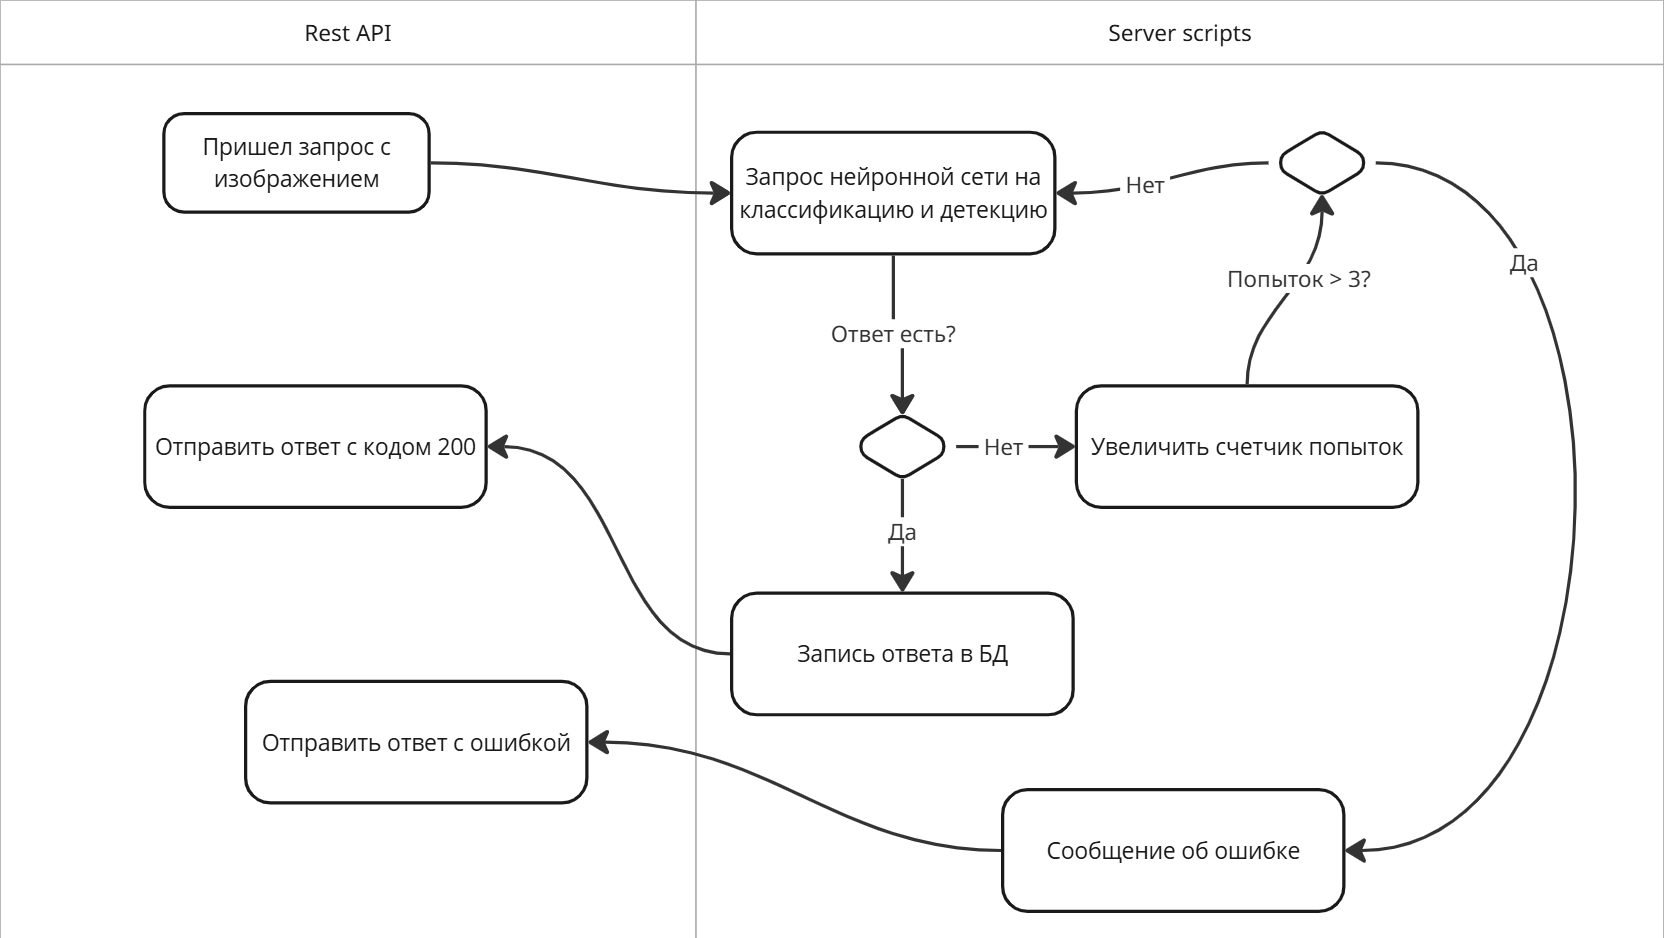 Rest API
Server scripts
Пришел запрос с
изображением
Запрос нейронной сети на
классификацию и детекцию
Нет
Да
Попыток > 3?
Ответ есть?
Отправить ответ с кодом 200
Нет
Увеличить счетчик попыток
Да
Запись ответа в БД
Отправить ответ с ошибкой
Сообщение об ошибке